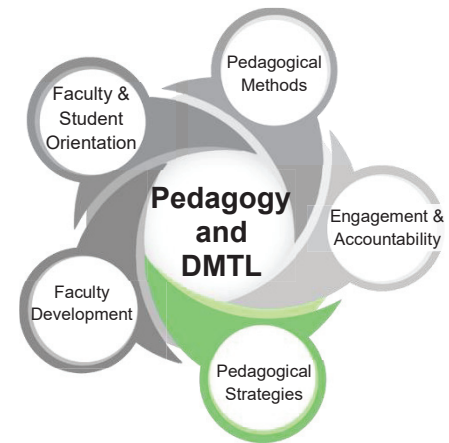 Pedagogical
Methods
Faculty &
Student
Orientation
Pedagogy
and
DMTL
Engagement &
Accountability
Faculty
Development
Pedagogical
Strategies